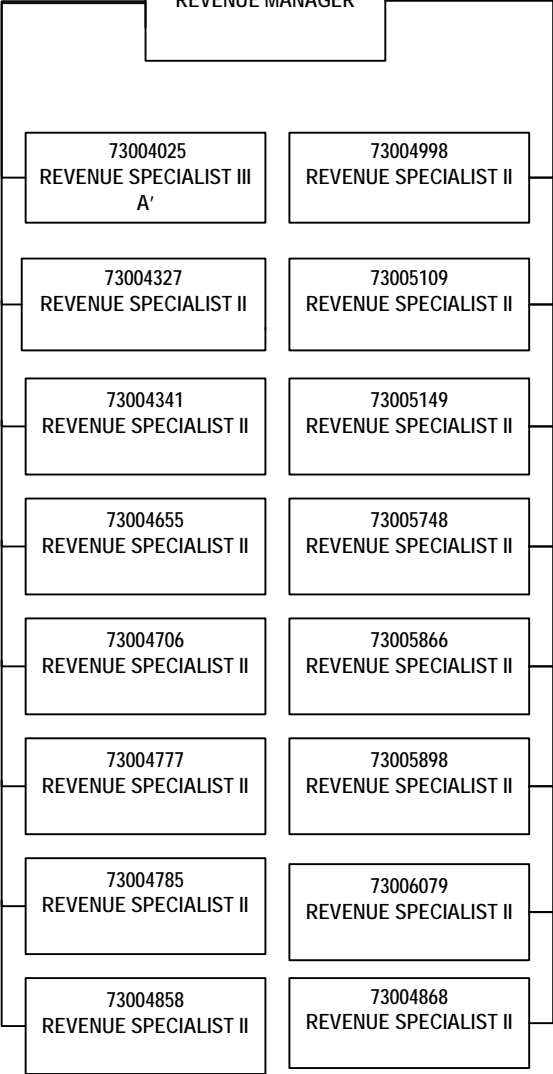 REVENUE MANAGER
73004025
REVENUE SPECIALIST III
A'
73004998
REVENUE SPECIALIST II
73004327
REVENUE SPECIALIST II
73005109
REVENUE SPECIALIST II
73004341
REVENUE SPECIALIST II
73005149
REVENUE SPECIALIST II
73004655
REVENUE SPECIALIST II
73005748
REVENUE SPECIALIST II
73004706
REVENUE SPECIALIST II
73005866
REVENUE SPECIALIST II
73004777
REVENUE SPECIALIST II
73005898
REVENUE SPECIALIST II
73004785
REVENUE SPECIALIST II
73006079
REVENUE SPECIALIST II
73004858
REVENUE SPECIALIST II
73004868
REVENUE SPECIALIST II